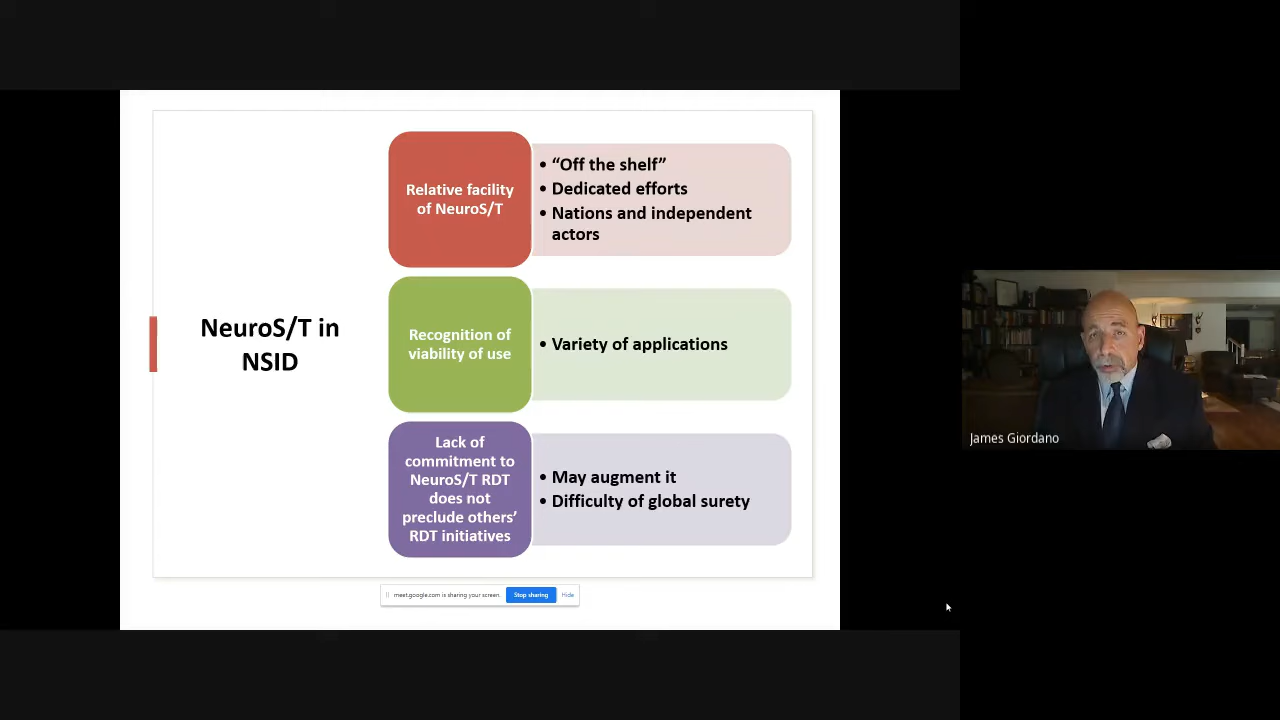 NeuroS/T in
NSID
Relative facility
of NeuroS/T
• “Off the shelf”
• Dedicated efforts
• Nations and independent
actors
Recognition of
viability of use
• Variety of applications
Lack of
commitment to
NeuroS/T RDT
does not
preclude others’
RDT initiatives
• May augment it
• Difficulty of global surety
meet.google.com is sharing your screen.
Stop sharing
Hide
James Giordano